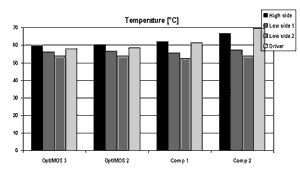 Temperature [°C]
High side
Low side 1
Low side 2
Driver
70
60
50
40
30
20
10
0
OptiMOS 3
OptiMOS 2
Comp 1
Comp 2